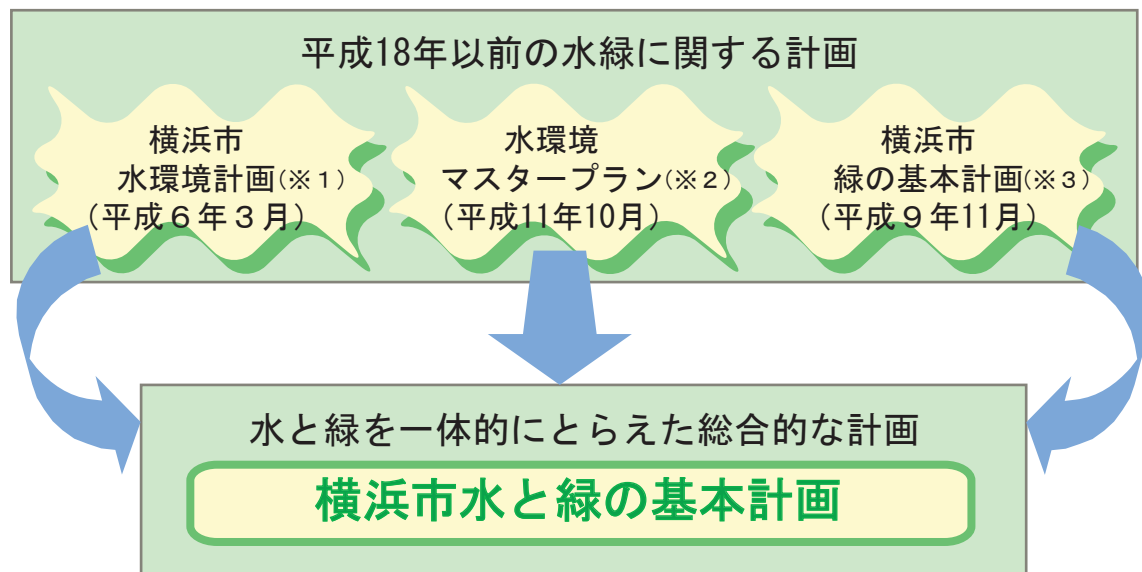 平成18年以前の水緑に関する計画
横浜市
水環境計画(※１)
(平成６年３月)
水環境
マスタープラン(※２)
(平成11年10月)
横浜市
緑の基本計画(※３)
(平成９年11月)
水と緑を一体的にとらえた総合的な計画
横浜市水と緑の基本計画